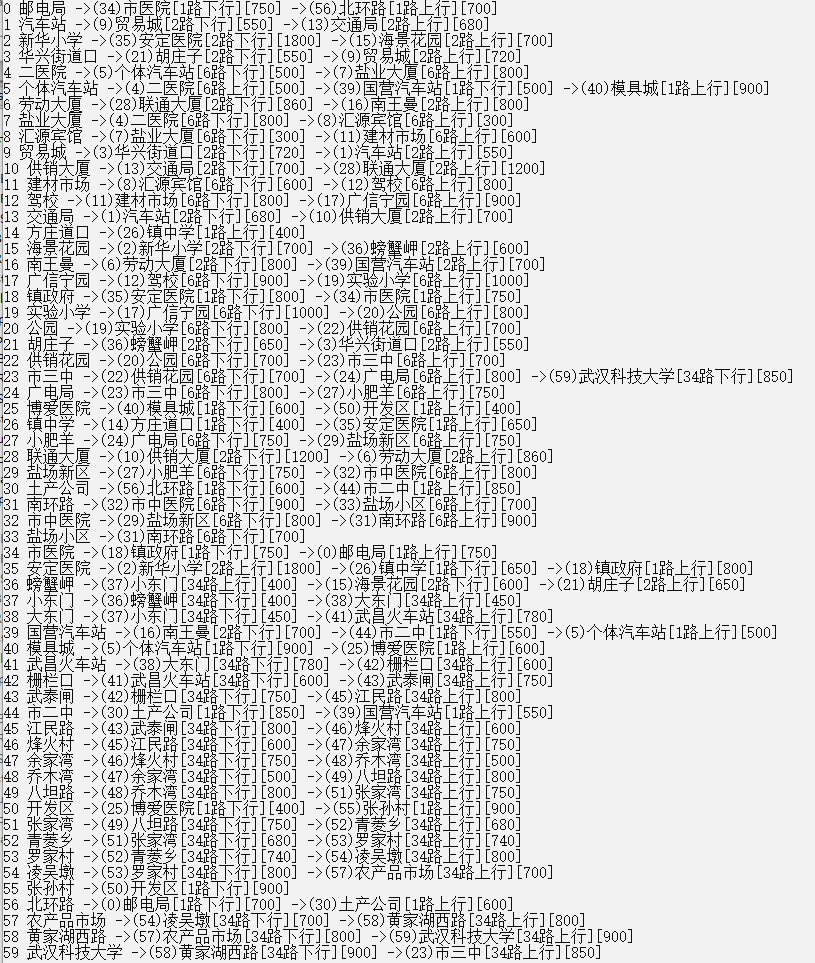 0 邮电局 ->(34)市医院[1路下行][750] ->(56)北环路[1路上行][700]
1 汽车站 ->(9)贸易城[2路下行][550] ->(13)交通局[2路上行][680]
2 新华小学 ->(35)安定医院[2路下行][1800] ->(15)海景花园[2路上行][700]
3 华兴街道口 ->(21)胡庄子[2路下行][550] ->(9)贸易城[2路上行][720]
4 二医院 ->(5)个体汽车站[6路下行][500] ->(7)盐业大厦[6路上行][800]
5 个体汽车站 ->(4)二医院[6路上行][500] ->(39)国营汽车站[1路下行][500] ->(40)模具城[1路上行][900]
6 劳动大厦 ->(28)联通大厦[2路下行][860] ->(16)南王曼[2路上行][800]
7 盐业大厦 ->(4)二医院[6路下行][800] ->(8)汇源宾馆[6路上行][300]
8 汇源宾馆 ->(7)盐业大厦[6路下行][300] ->(11)建材市场[6路上行][600]
9 贸易城 ->(3)华兴街道口[2路下行][720] ->(1)汽车站[2路上行][550]
10 供销大厦 ->(13)交通局[2路下行][700] ->(28)联通大厦[2路上行][1200]
11 建材市场 ->(8)汇源宾馆[6路下行][600] ->(12)驾校[6路上行][800]
12 驾校 ->(11)建材市场[6路下行][800] ->(17)广信宁园[6路上行][900]
13 交通局 ->(1)汽车站[2路下行][680] ->(10)供销大厦[2路上行][700]
14 方庄道口 ->(26)镇中学[1路上行][400]
15 海景花园 ->(2)新华小学[2路下行][700] ->(36)螃蟹岬[2路上行][600]
16 南王曼 ->(6)劳动大厦[2路下行][800] ->(39)国营汽车站[2路上行][700]
17 广信宁园 ->(12)驾校[6路下行][900] ->(19)实验小学[6路上行][1000]
18 镇政府 ->(35)安定医院[1路下行][800] ->(34)市医院[1路上行][750]
19 实验小学 ->(17)广信宁园[6路下行][1000] ->(20)公园[6路上行][800]
20 公园 ->(19)实验小学[6路下行][800] ->(22)供销花园[6路上行][700]
21 胡庄子 ->(36)螃蟹岬[2路下行][650] ->(3)华兴街道口[2路上行][550]
22 供销花园 ->(20)公园[6路下行][700] ->(23)市三中[6路上行][700]
23 市三中 ->(22)供销花园[6路下行][700] ->(24)广电局[6路上行][800] ->(59)武汉科技大学[34路下行][850]
24 广电局 ->(23)市三中[6路下行][800] ->(27)小肥羊[6路上行][750]
25 博爱医院 ->(40)模具城[1路下行][600] ->(50)开发区[1路上行][400]
26 镇中学 ->(14)方庄道口[1路下行][400] ->(35)安定医院[1路上行][650]
27 小肥羊 ->(24)广电局[6路下行][750] ->(29)盐场新区[6路上行][750]
28 联通大厦 ->(10)供销大厦[2路下行][1200] ->(6)劳动大厦[2路上行][860]
29 盐场新区 ->(27)小肥羊[6路下行][750] ->(32)市中医院[6路上行][800]
30 土产公司 ->(56)北环路[1路下行][600] ->(44)市二中[1路上行][850]
31 南环路 ->(32)市中医院[6路下行][900] ->(33)盐场小区[6路上行][700]
32 市中医院 ->(29)盐场新区[6路下行][800] ->(31)南环路[6路上行][900]
33 盐场小区 ->(31)南环路[6路下行][700]
34 市医院 ->(18)镇政府[1路下行][750] ->(0)邮电局[1路上行][750]
35 安定医院 ->(2)新华小学[2路上行][1800] ->(26)镇中学[1路下行][650] ->(18)镇政府[1路上行][800]
36 螃蟹岬 ->(37)小东门[34路上行][400] ->(15)海景花园[2路下行][600] ->(21)胡庄子[2路上行][650]
37 小东门 ->(36)螃蟹岬[34路下行][400] ->(38)大东门[34路上行][450]
38 大东门 ->(37)小东门[34路下行][450] ->(41)武昌火车站[34路上行][780]
39 国营汽车站 ->(16)南王曼[2路下行][700] ->(44)市二中[1路下行][550] ->(5)个体汽车站[1路上行][500]
40 模具城 ->(5)个体汽车站[1路下行][900] ->(25)博爱医院[1路上行][600]
41 武昌火车站 ->(38)大东门[34路下行][780] ->(42)栅栏口[34路上行][600]
42 栅栏口 ->(41)武昌火车站[34路下行][600] ->(43)武泰闸[34路上行][750]
43 武泰闸 ->(42)栅栏口[34路下行][750] ->(45)江民路[34路上行][800]
44 市二中 ->(30)土产公司[1路下行][850] ->(39)国营汽车站[1路上行][550]
45 江民路 ->(43)武泰闸[34路下行][800] ->(46)烽火村[34路上行][600]
46 烽火村 ->(45)江民路[34路下行][600] ->(47)余家湾[34路上行][750]
47 余家湾 ->(46)烽火村[34路下行][750] ->(48)乔木湾[34路上行][500]
48 乔木湾 ->(47)余家湾[34路下行][500] ->(49)八坦路[34路上行][800]
49 八坦路 ->(48)乔木湾[34路下行][800] ->(51)张家湾[34路上行][750]
50 开发区 ->(25)博爱医院[1路下行][400] ->(55)张孙村[1路上行][900]
51 张家湾 ->(49)八坦路[34路下行][750] ->(52)青菱乡[34路上行][680]
52 青菱乡 ->(51)张家湾[34路下行][680] ->(53)罗家村[34路上行][740]
53 罗家村 ->(52)青菱乡[34路下行][740] ->(54)凌吴墩[34路上行][800]
54 凌吴墩 ->(53)罗家村[34路下行][800] ->(57)农产品市场[34路上行][700]
55 张孙村 ->(50)开发区[1路下行][900]
56 北环路 ->(0)邮电局[1路下行][700] ->(30)土产公司[1路上行][600]
57 农产品市场 ->(54)凌吴墩[34路下行][700] ->(58)黄家湖西路[34路上行][800]
58 黄家湖西路 ->(57)农产品市场[34路下行][800] ->(59)武汉科技大学[34路上行][900]
59 武汉科技大学 ->(58)黄家湖西路[34路下行][900] ->(23)市三中[34路上行][850]